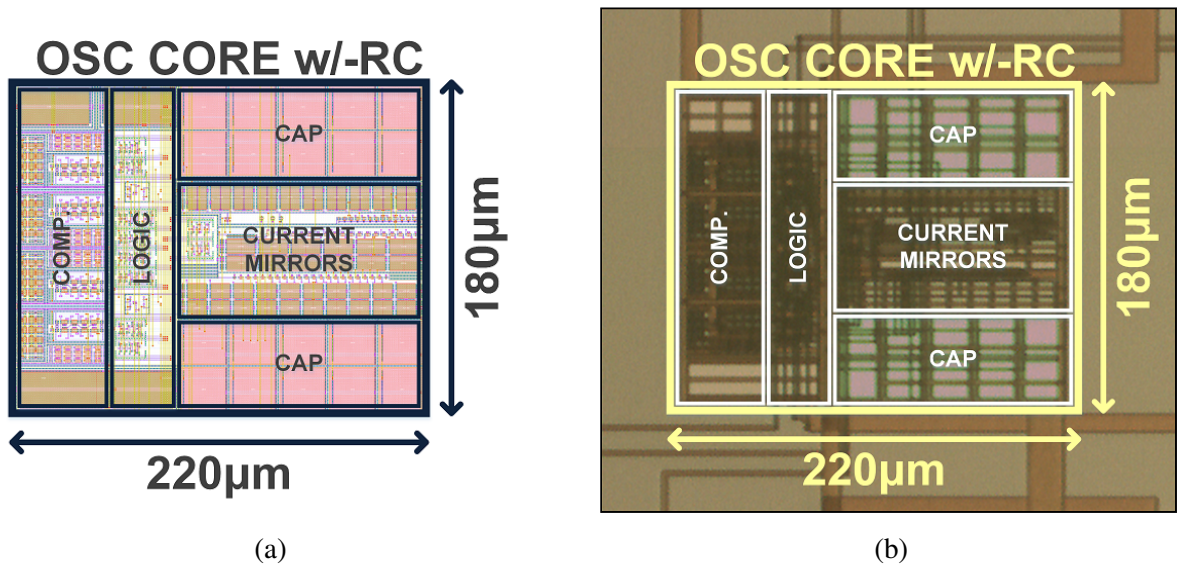 OSC CORE w/-RC
CAP
COMP.
LOGIC
CURRENT
MIRRORS
CAP
180µm
220µm
(a)
OSC CORE w/-RC
CAP
COMP.
LOGIC
CURRENT
MIRRORS
CAP
180µm
220µm
(b)